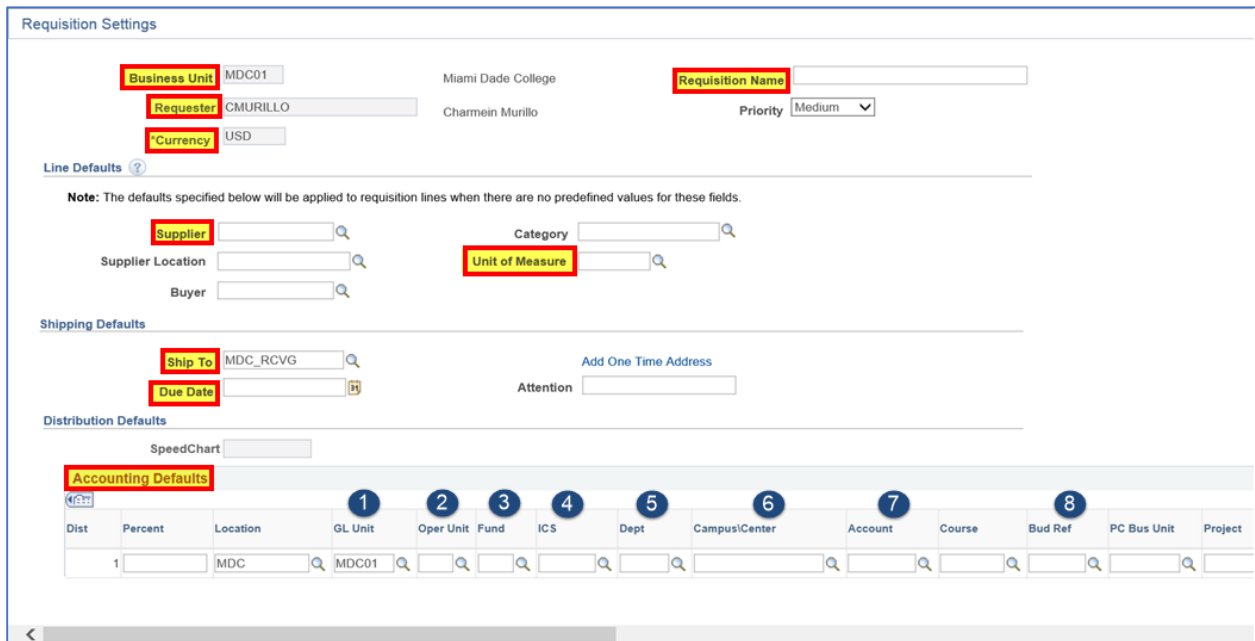 Requisition Settings
Business Unit MDC01 Miami Dade College Requisition Name
Requester CMURILLO Charmein Murillo Priority Medium
*Currency USD
Line Defaults ?
Note: The defaults specified below will be applied to requisition lines when there are no predefined values for these fields.
Supplier Category
Supplier Location Unit of Measure
Buyer
Shipping Defaults
Ship To MDC_RCVG Add One Time Address
Due Date 31 Attention
Distribution Defaults
SpeedChart
Accounting Defaults
1 2 3 4 5 6 7 8
Dist Percent Location GL Unit Oper Unit Fund ICS Dept Campus\Center Account Course Bud Ref PC Bus Unit Project
1 MDC MDC01